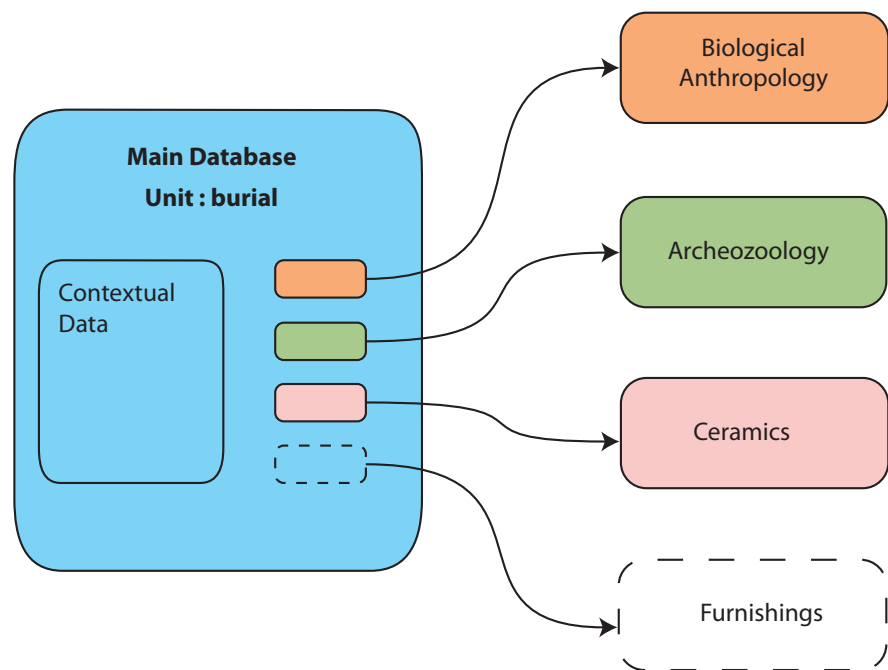 Main Database
Unit : burial
Contextual
Data
Biological
Anthropology
Archeozoology
Ceramics
Furnishings